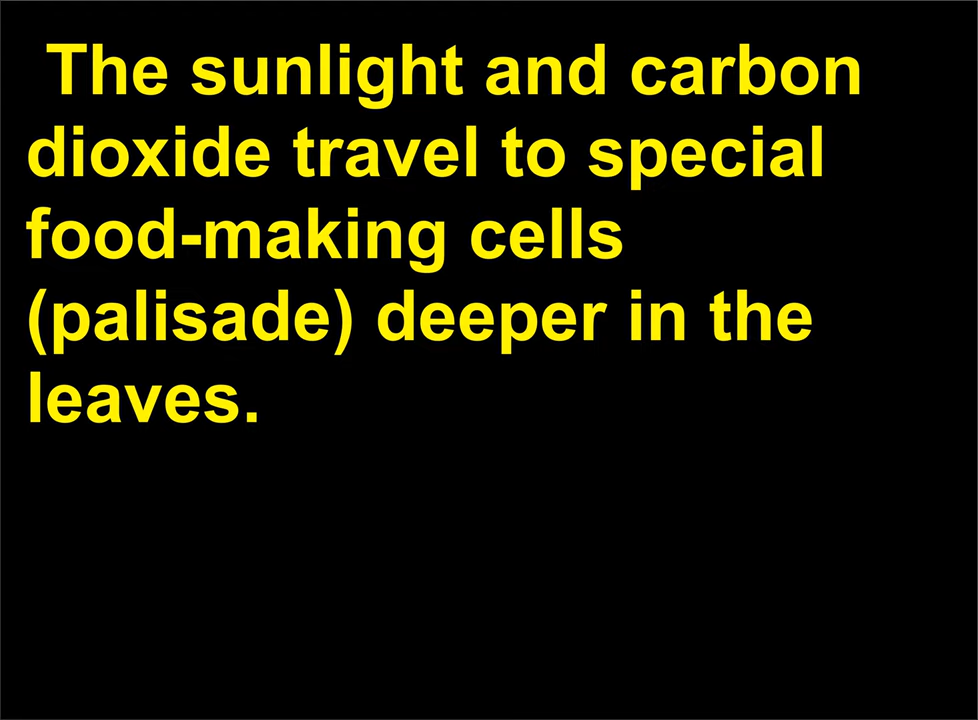 The sunlight and carbon
dioxide travel to special
food-making cells
(palisade) deeper in the
leaves.